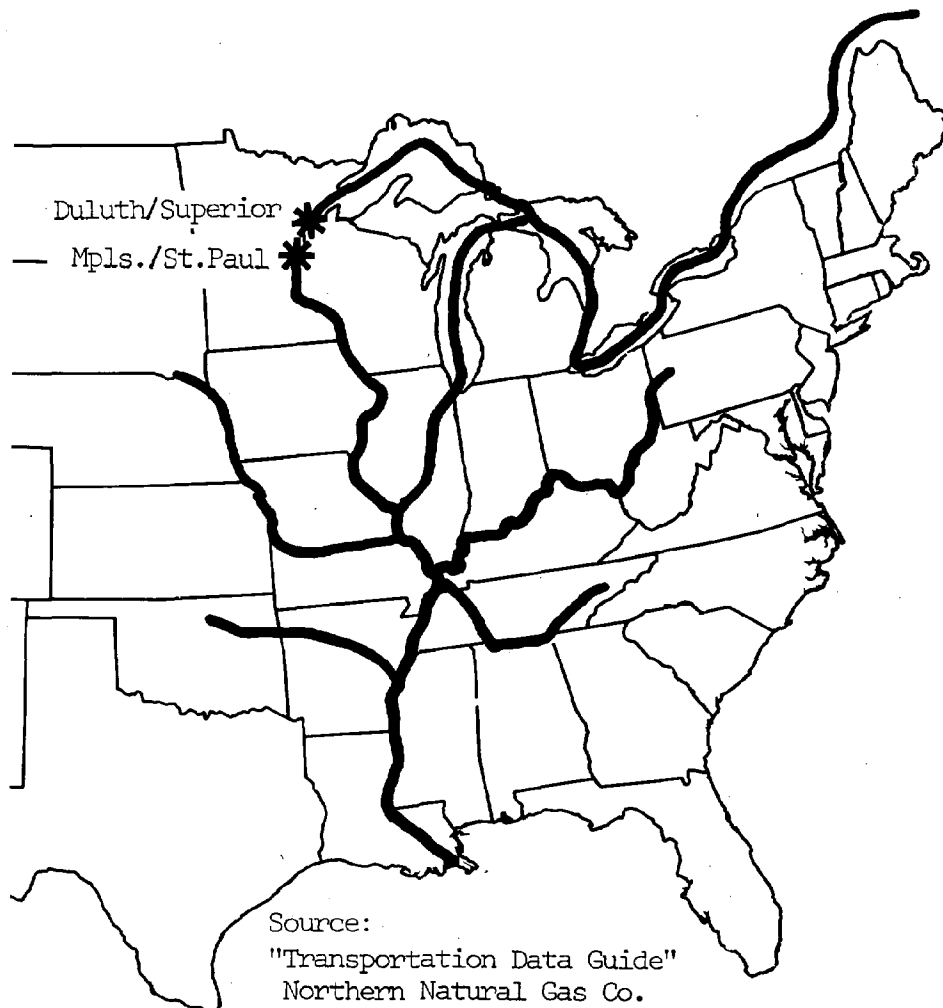 Duluth/Superior
Mpls./St.Paul
Source:
"Transportation Data Guide"
Northern Natural Gas Co.